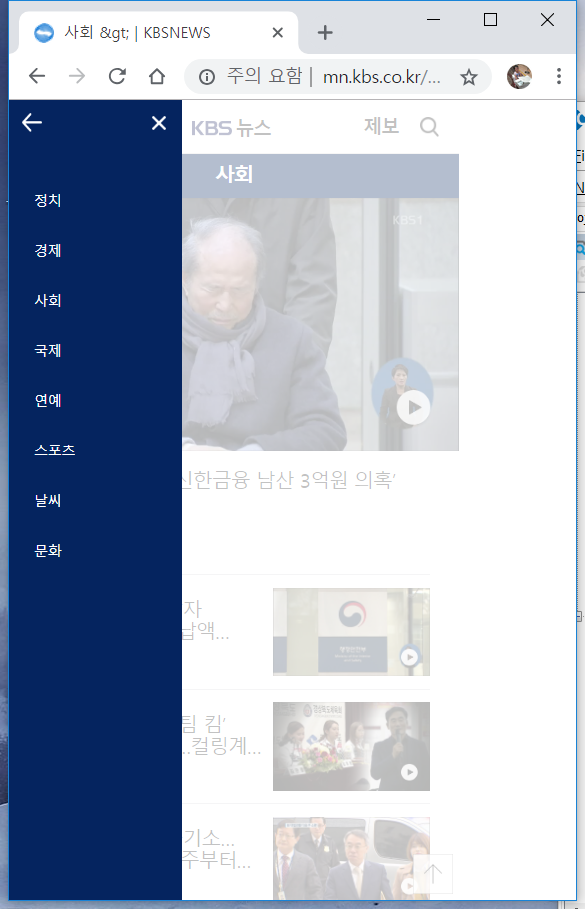 사회 &gt; | KBSNEWS
주의 요함 | mn.kbs.co.kr/...
KBS 뉴스
제보
사회
KBS1
정치
경제
사회
국제
연예
스포츠
날씨
문화
신한금융 남산 3억원 의혹'
자
납액...
팀 킴'
...컬링계...
기소...
주부터...